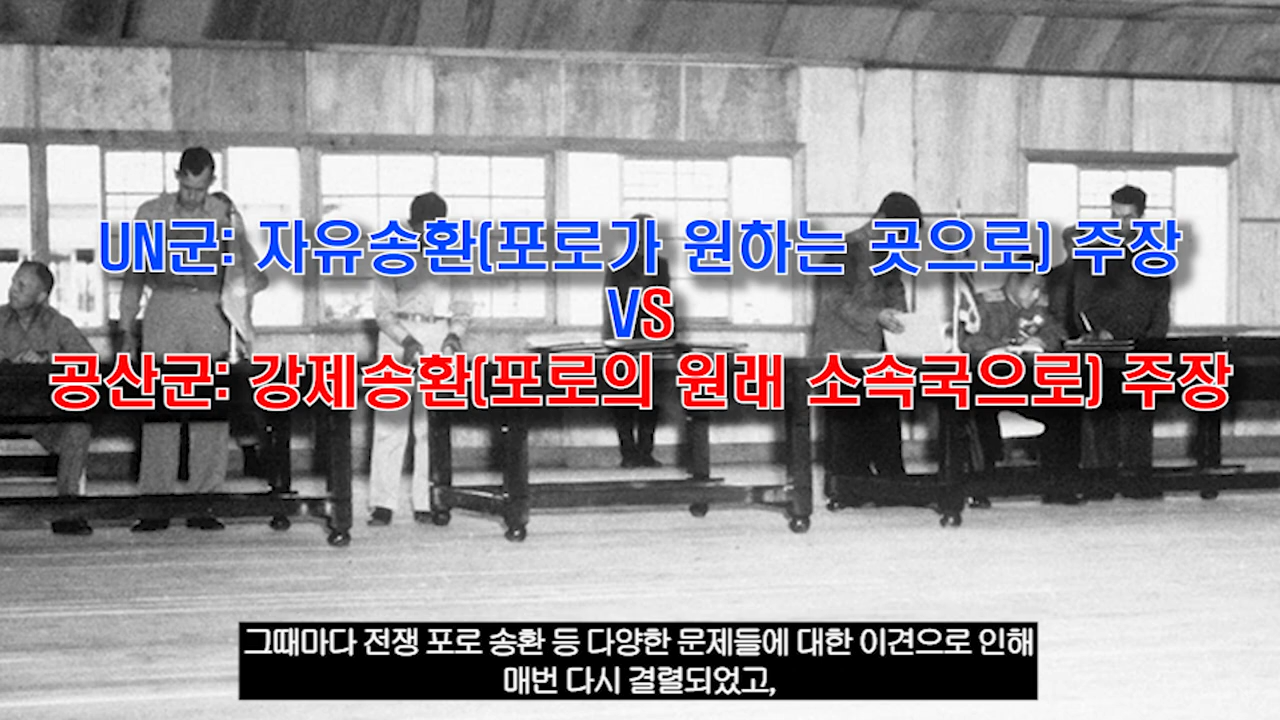 UN군: 자유송환(포로가 원하는 곳으로) 주장
VS
공산군: 강제송환(포로의 원래 소속국으로) 주장
그때마다 전쟁 포로 송환 등 다양한 문제들에 대한 이견으로 인해
매번 다시 결렬되었고,